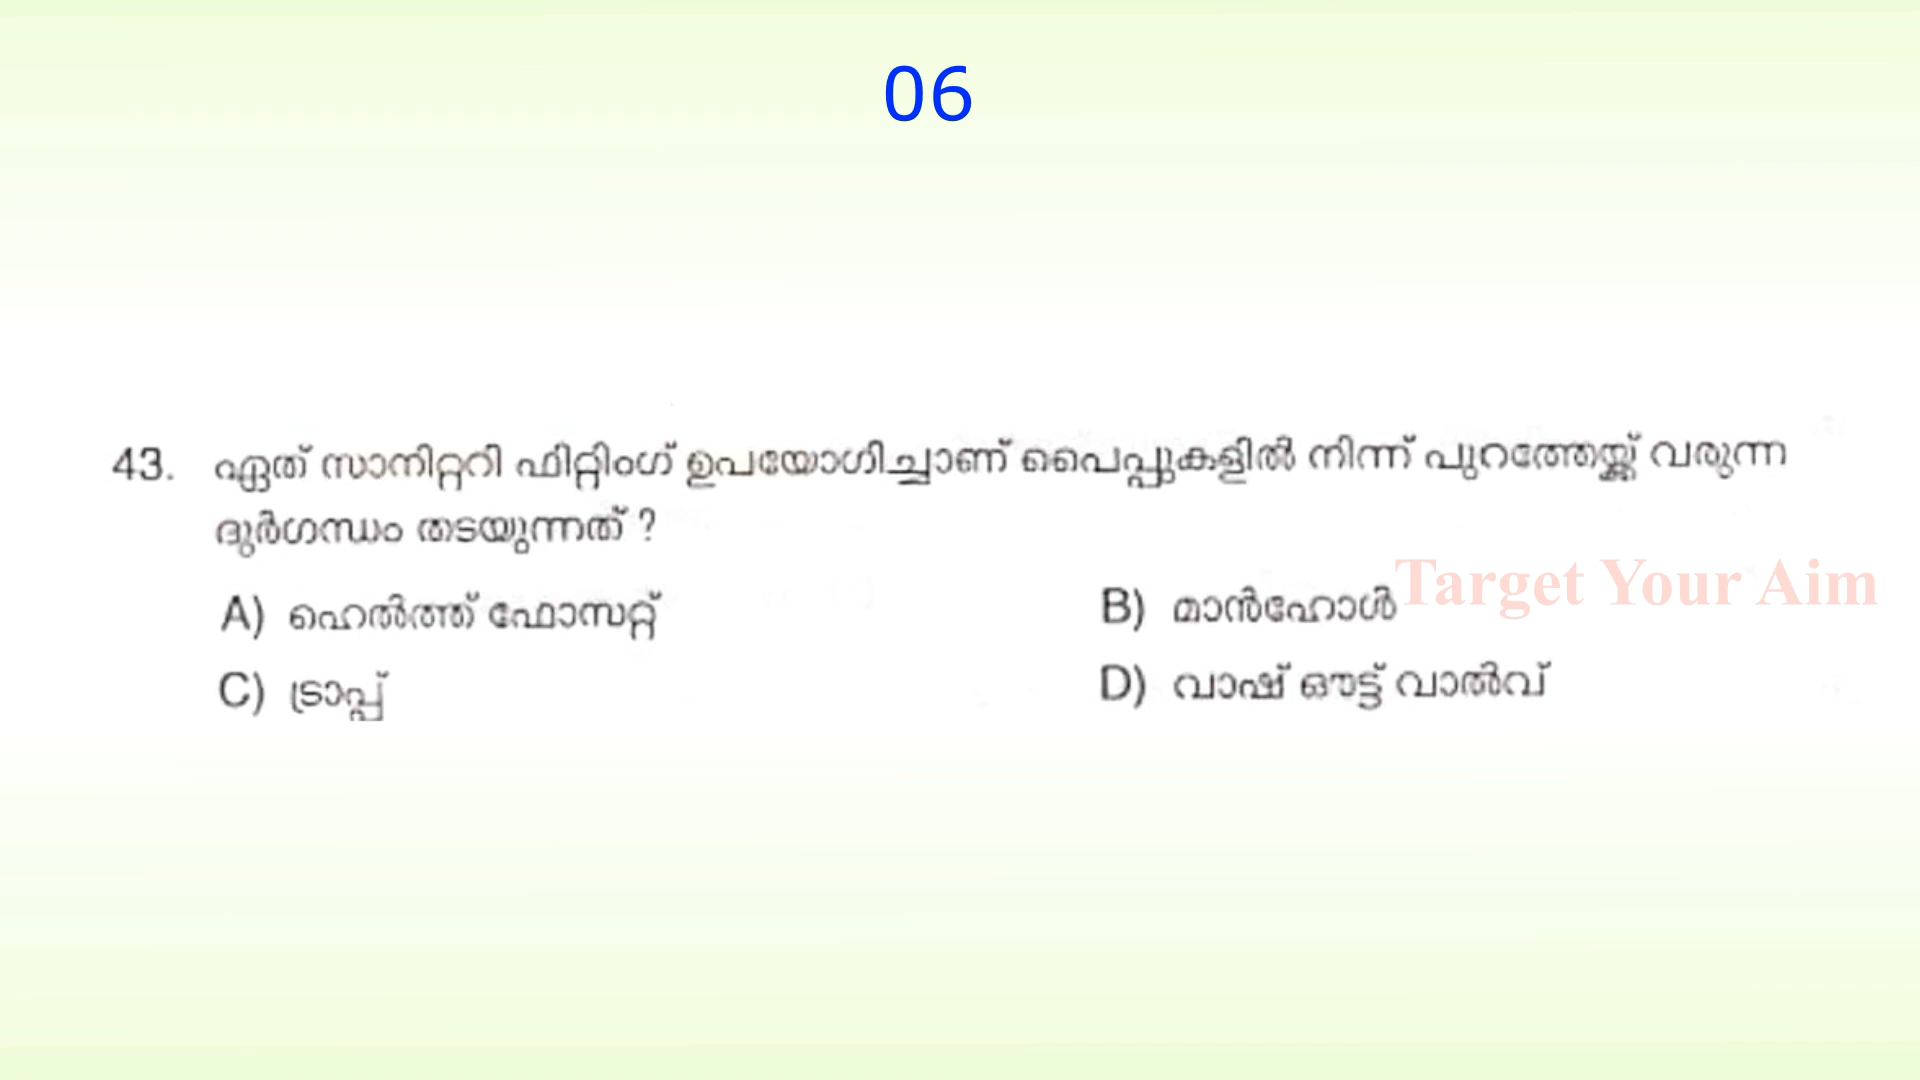 06
43. ഏത് സാനിറ്ററി ഫിറ്റിംഗ് ഉപയോഗിച്ചാണ് പൈപ്പുകളിൽ നിന്ന് പുറത്തേയ്ക്ക് വരുന്ന
ദുർഗന്ധം തടയുന്നത് ?
A) ഹെൽത്ത് ഫോസറ്റ്
B) മാൻഹോൾ
Target Your Aim
C) ട്രാപ്പ്
D) വാഷ് ഔട്ട് വാൽവ്